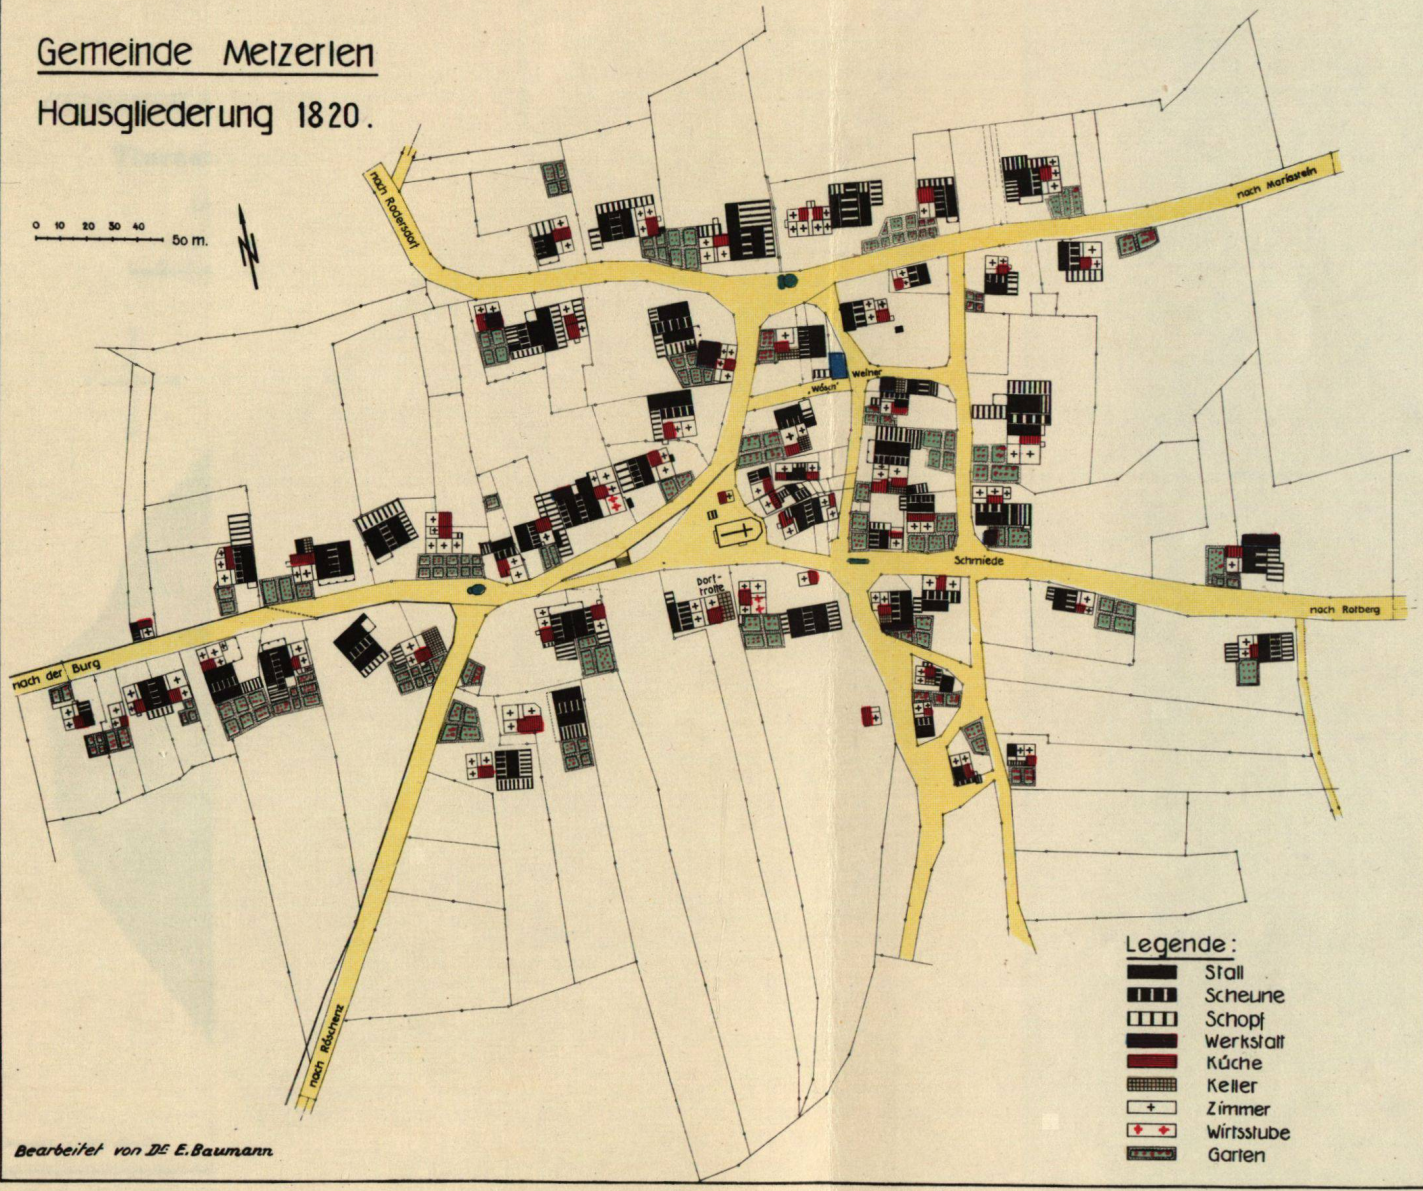 Gemeinde Metzerlen
Hausgliederung 1820.
0 10 20 30 40 50 m.
N
nach Rodersdorf
nach Mariastein
Weiher
"Wösch"
Schmiede
Dorf-
trotte
nach Rotberg
nach der Burg
nach Röschenz
Legende:
Stall
Scheune
Schopf
Werkstatt
Küche
Keller
Zimmer
Wirtsstube
Garten
Bearbeitet von Dr. E. Baumann